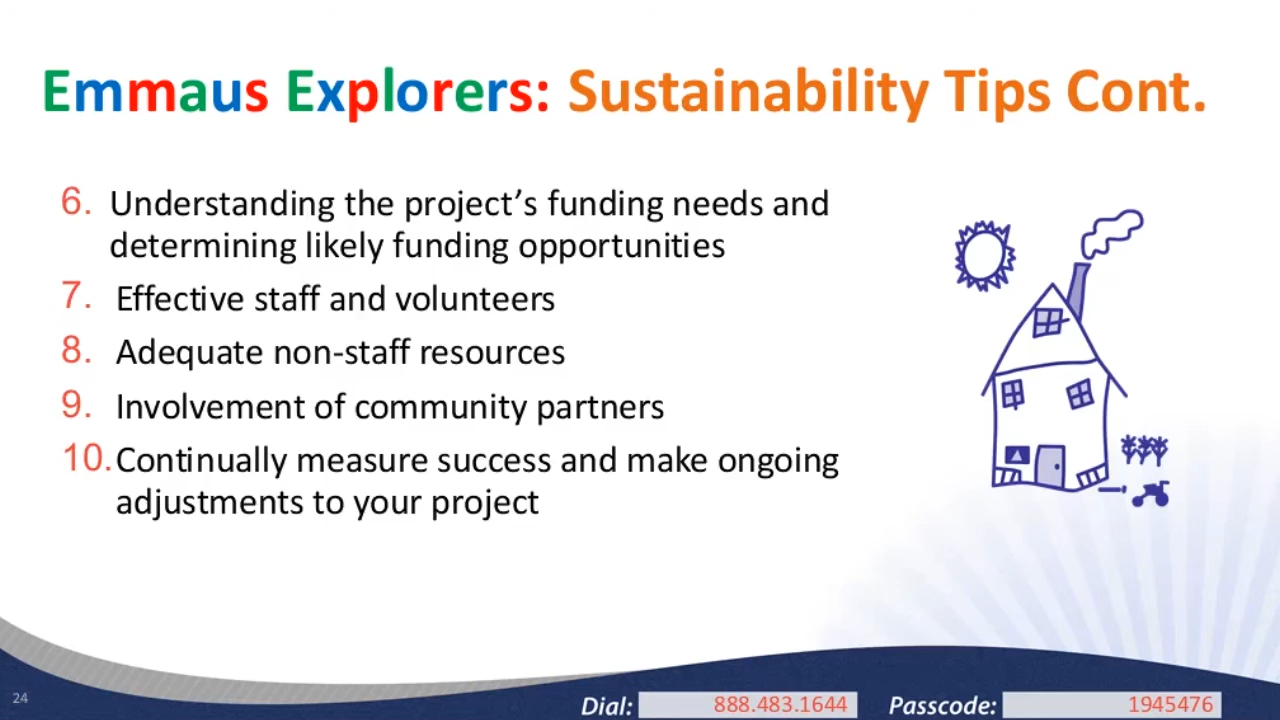 Emmaus Explorers: Sustainability Tips Cont.
6. Understanding the project’s funding needs and
determining likely funding opportunities
7. Effective staff and volunteers
8. Adequate non-staff resources
9. Involvement of community partners
10. Continually measure success and make ongoing
adjustments to your project
24
Dial: 888.483.1644 Passcode: 1945476